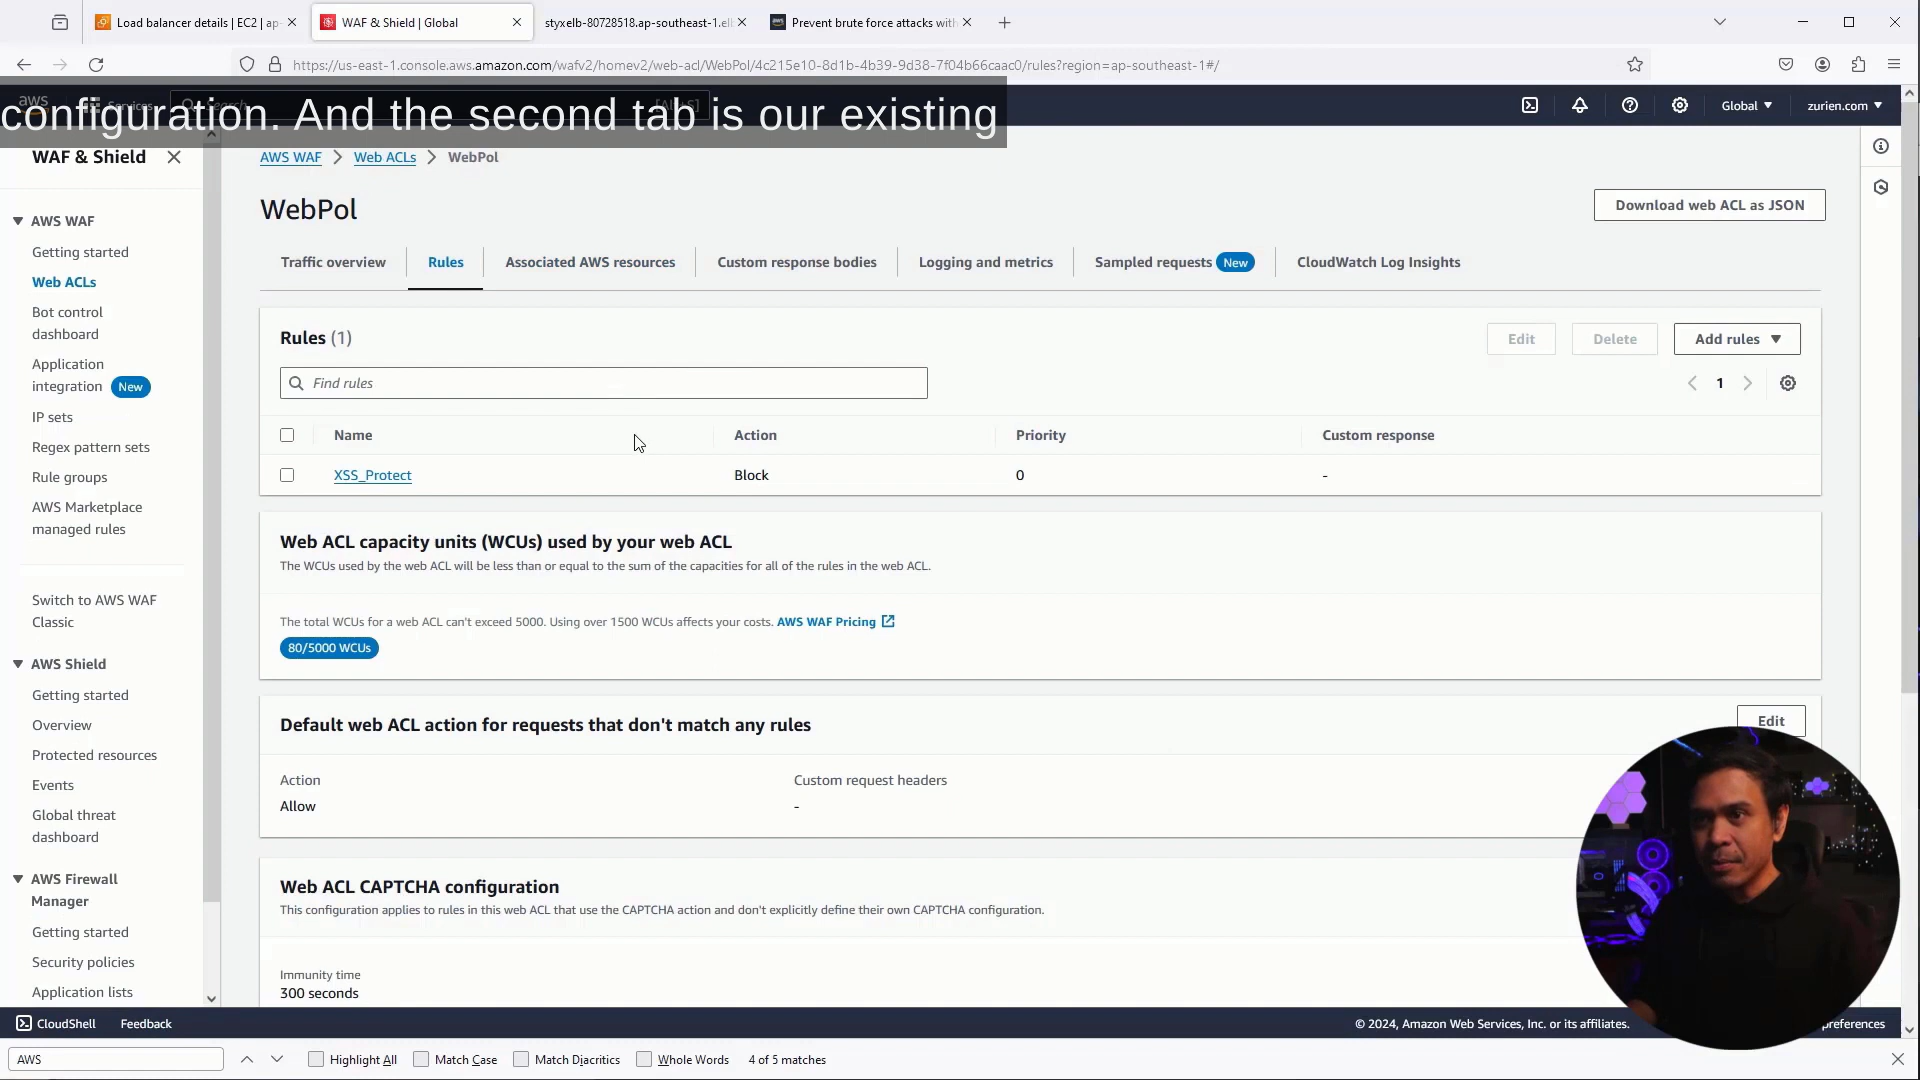 Load balancer details | EC2 | ap-
WAF & Shield | Global
styxelb-80728518.ap-southeast-1.el
Prevent brute force attacks with
https://us-east-1.console.aws.amazon.com/wafv2/homev2/web-acl/WebPol/4c215e10-8d1b-4b39-9d38-7f04b66caac0/rules?region=ap-southeast-1#/
aws
Services
Search
[Alt+S]
configuration. And the second tab is our existing
Global
zurien.com
WAF & Shield
AWS WAF
Getting started
Web ACLs
Bot control
dashboard
Application
integration New
IP sets
Regex pattern sets
Rule groups
AWS Marketplace
managed rules
Switch to AWS WAF
Classic
AWS Shield
Getting started
Overview
Protected resources
Events
Global threat
dashboard
AWS Firewall
Manager
Getting started
Security policies
Application lists
AWS WAF > Web ACLs > WebPol
WebPol
Download web ACL as JSON
Traffic overview
Rules
Associated AWS resources
Custom response bodies
Logging and metrics
Sampled requests New
CloudWatch Log Insights
Rules (1)
Edit
Delete
Add rules
Find rules
1
Name Action Priority Custom response
XSS_Protect Block 0 -
Web ACL capacity units (WCUs) used by your web ACL
The WCUs used by the web ACL will be less than or equal to the sum of the capacities for all of the rules in the web ACL.
The total WCUs for a web ACL can't exceed 5000. Using over 1500 WCUs affects your costs. AWS WAF Pricing
80/5000 WCUs
Default web ACL action for requests that don't match any rules
Edit
Action Custom request headers
Allow -
Web ACL CAPTCHA configuration
This configuration applies to rules in this web ACL that use the CAPTCHA action and don't explicitly define their own CAPTCHA configuration.
Immunity time
300 seconds
CloudShell Feedback
© 2024, Amazon Web Services, Inc. or its affiliates.
preferences
AWS
Highlight All
Match Case
Match Diacritics
Whole Words
4 of 5 matches